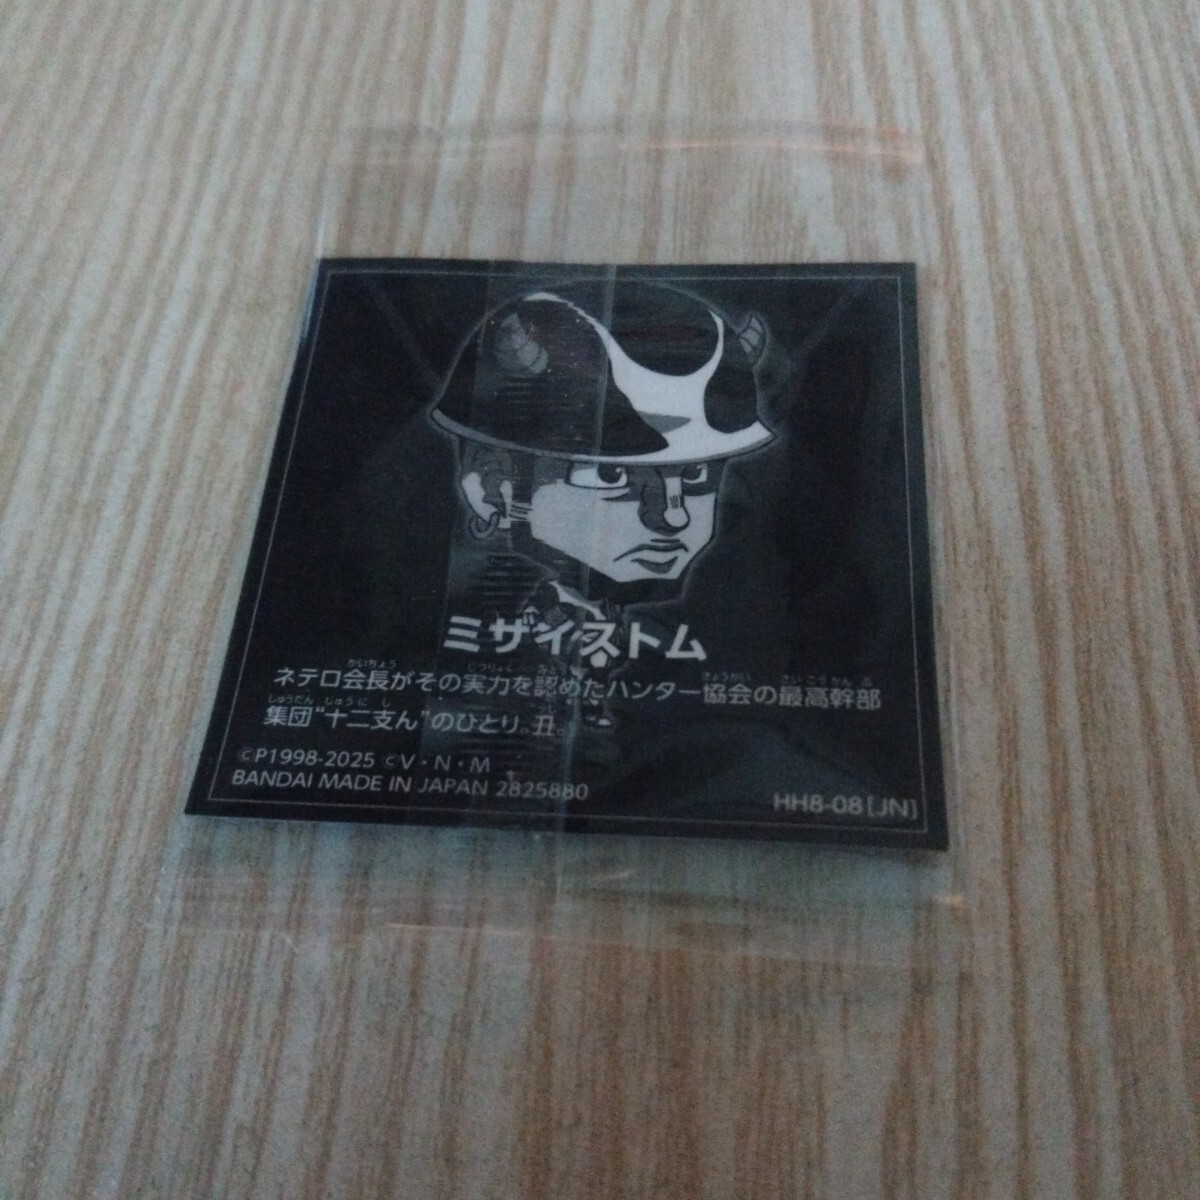 ミザイストム
ネテロ会長がその実力を認めたハンター協会の最高幹部
集団“十二支ん”のひとり。丑。
©P1998-2025 ©V・N・M
BANDAI MADE IN JAPAN 2825880
HH8-08[JN]